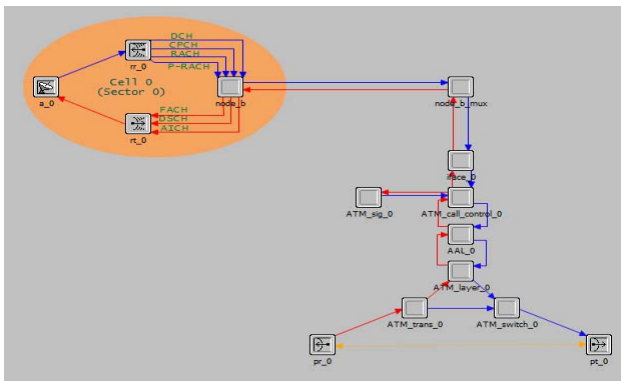 DCH
CPCH
RACH
P-RACH
rr_0
Cell 0
(Sector 0)
a_0
node_b
node_b_mux
FACH
DSCH
AICH
rt_0
iface_0
ATM_sig_0
ATM_call_control_0
AAL_0
ATM_layer_0
ATM_trans_0
ATM_switch_0
pr_0
pt_0